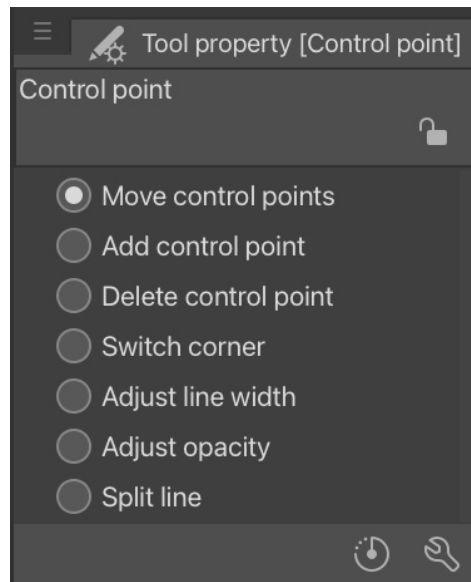 Tool property [Control point]
Control point
Move control points
Add control point
Delete control point
Switch corner
Adjust line width
Adjust opacity
Split line